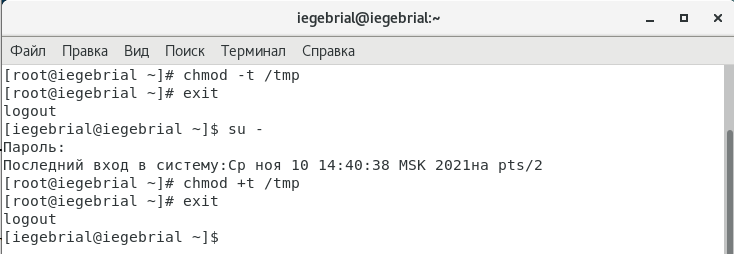 iegebrial@iegebrial:~
Файл Правка Вид Поиск Терминал Справка
[root@iegebrial ~]# chmod -t /tmp
[root@iegebrial ~]# exit
logout
[iegebrial@iegebrial ~]$ su -
Пароль:
Последний вход в систему:Ср ноя 10 14:40:38 MSK 2021на pts/2
[root@iegebrial ~]# chmod +t /tmp
[root@iegebrial ~]# exit
logout
[iegebrial@iegebrial ~]$